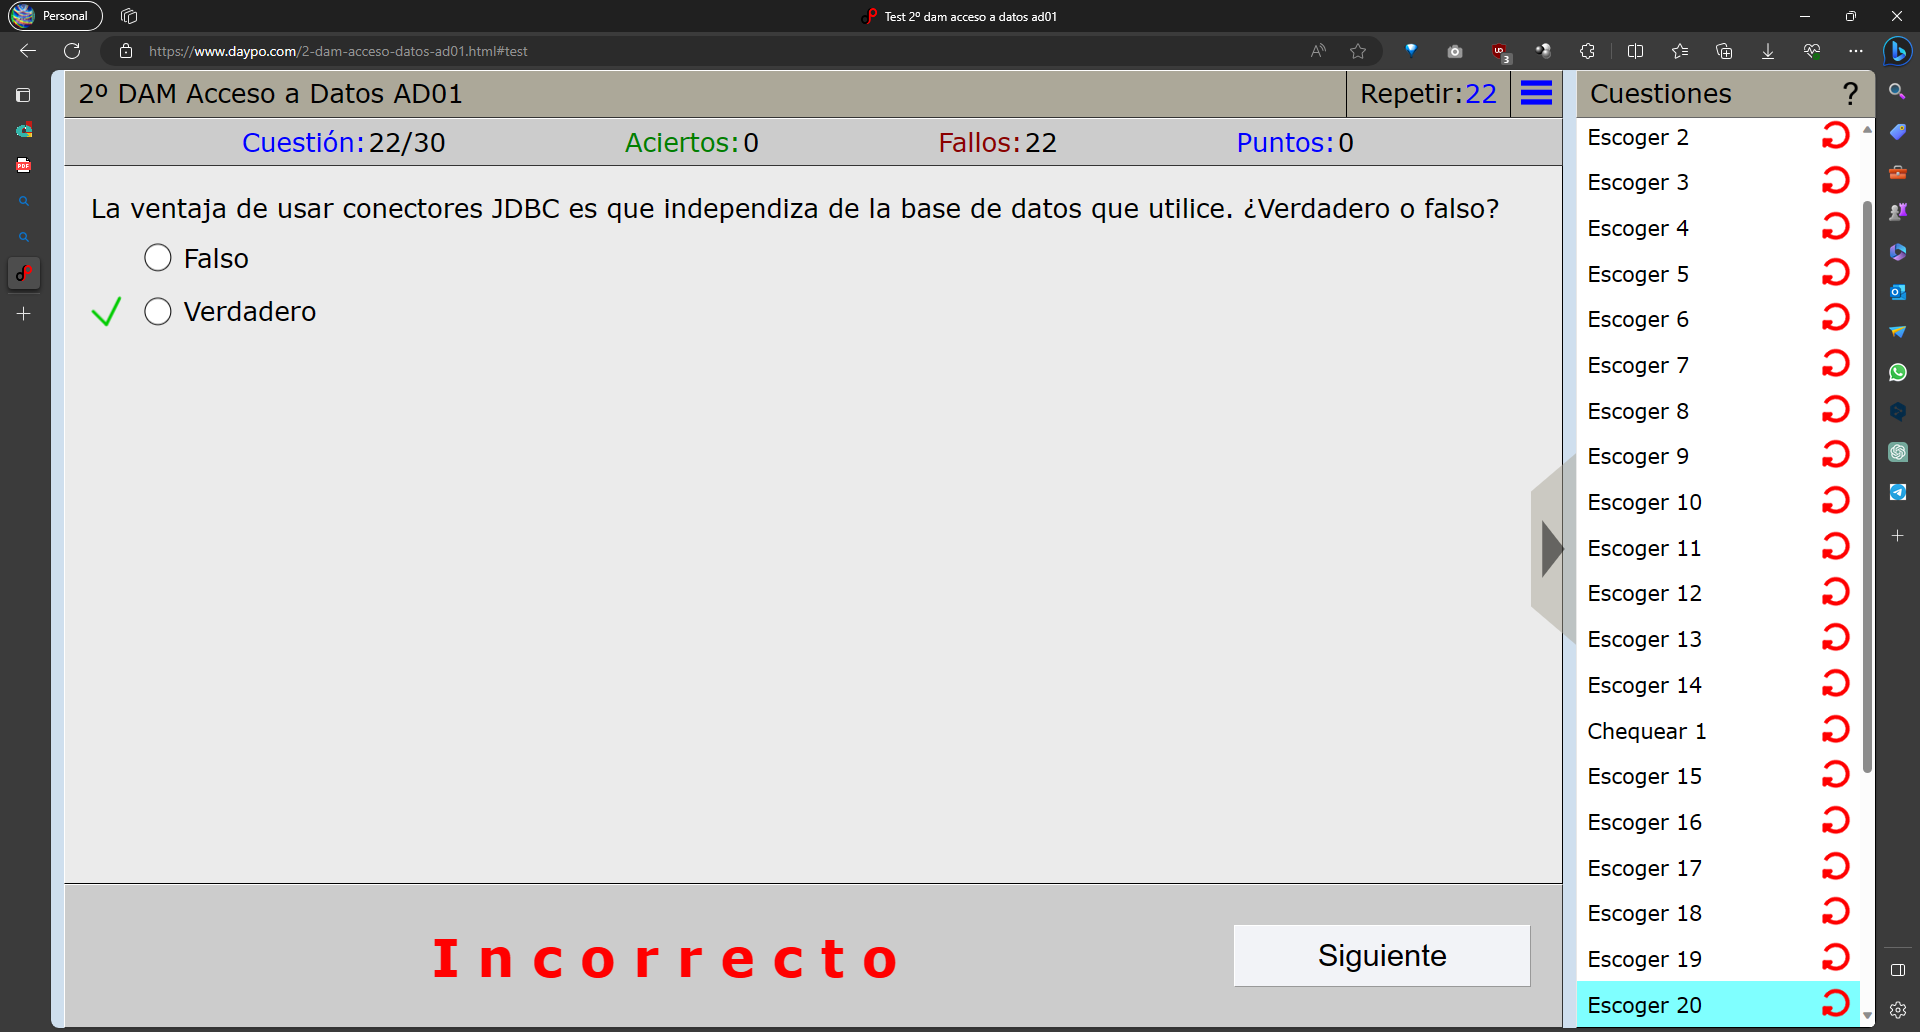 Personal
Test 2º dam acceso a datos ad01
https://www.daypo.com/2-dam-acceso-datos-ad01.html#test
2º DAM Acceso a Datos AD01
Repetir:22
Cuestión:22/30
Aciertos:0
Fallos:22
Puntos:0
La ventaja de usar conectores JDBC es que independiza de la base de datos que utilice. ¿Verdadero o falso?
Falso
Verdadero
Incorrecto
Siguiente
Cuestiones ?
Escoger 2
Escoger 3
Escoger 4
Escoger 5
Escoger 6
Escoger 7
Escoger 8
Escoger 9
Escoger 10
Escoger 11
Escoger 12
Escoger 13
Escoger 14
Chequear 1
Escoger 15
Escoger 16
Escoger 17
Escoger 18
Escoger 19
Escoger 20